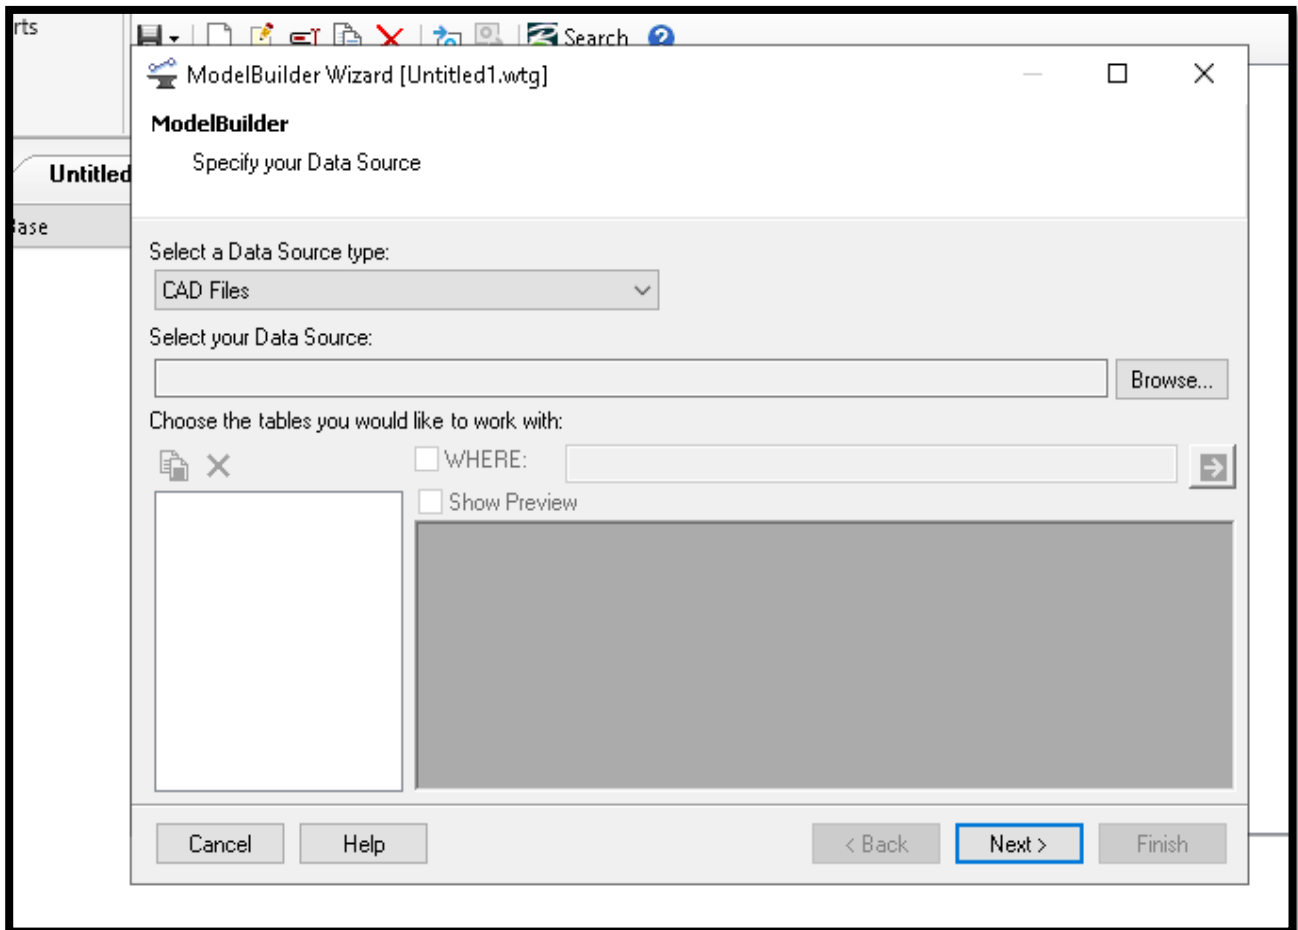 rts
Search
ModelBuilder Wizard [Untitled1.wtg]
ModelBuilder
Specify your Data Source
Untitled
Base
Select a Data Source type:
CAD Files
Select your Data Source:
Browse...
Choose the tables you would like to work with:
WHERE:
Show Preview
Cancel
Help
< Back
Next >
Finish